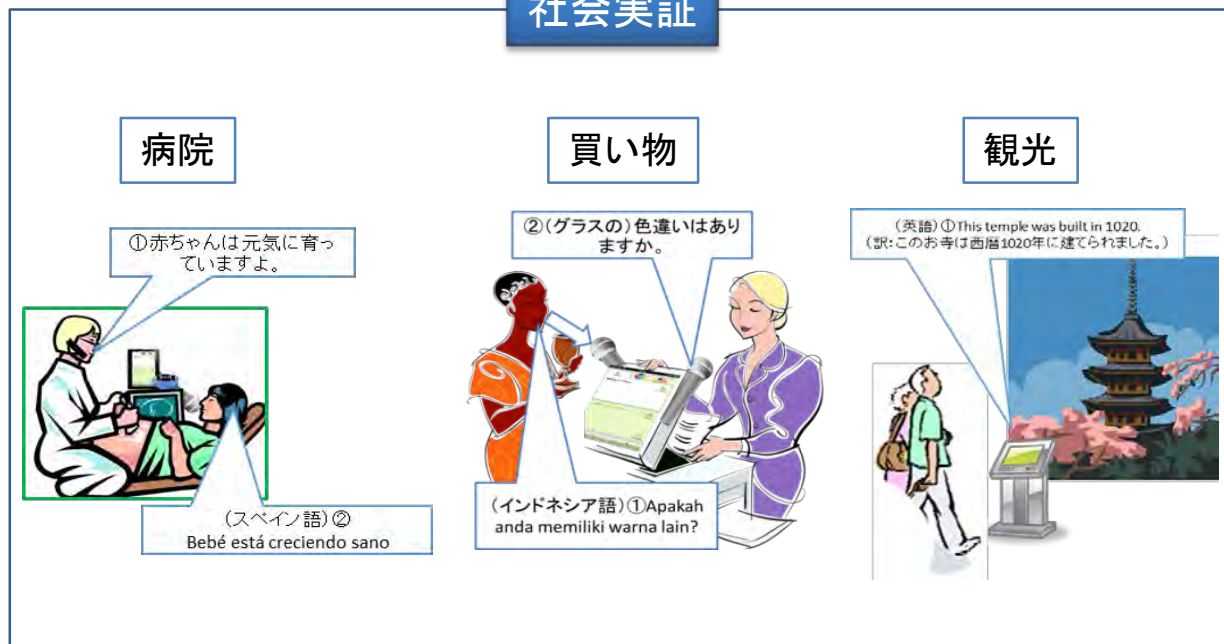 社会実証
病院
①赤ちゃんは元気に育っ
ていますよ。
(スペイン語)②
Bebé está creciendo sano
買い物
②(グラスの)色違いはあり
ますか。
(インドネシア語)①Apakah
anda memiliki warna lain?
観光
(英語)①This temple was built in 1020.
(訳:このお寺は西暦1020年に建てられました。)